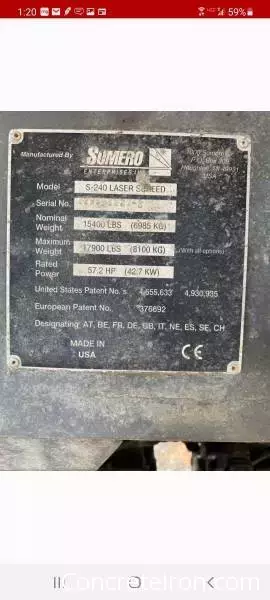 1:20
59%
Manufactured By
SOMERO
ENTERPRISES
P.O. Box 309
USA
Model S-240 LASER SCREED
Serial No.
Nominal Weight 15400 LBS (6985 KG)
Maximum Weight 17900 LBS (8100 KG) (With all options)
Rated Power 57.2 HP (42.7 KW)
United States Patent No.'s 4,655,633 4,930,935
European Patent No. 376692
Designating: AT, BE, FR, DE, GB, IT, NE, ES, SE, CH
MADE IN
USA
CE
ConcreteIron.com